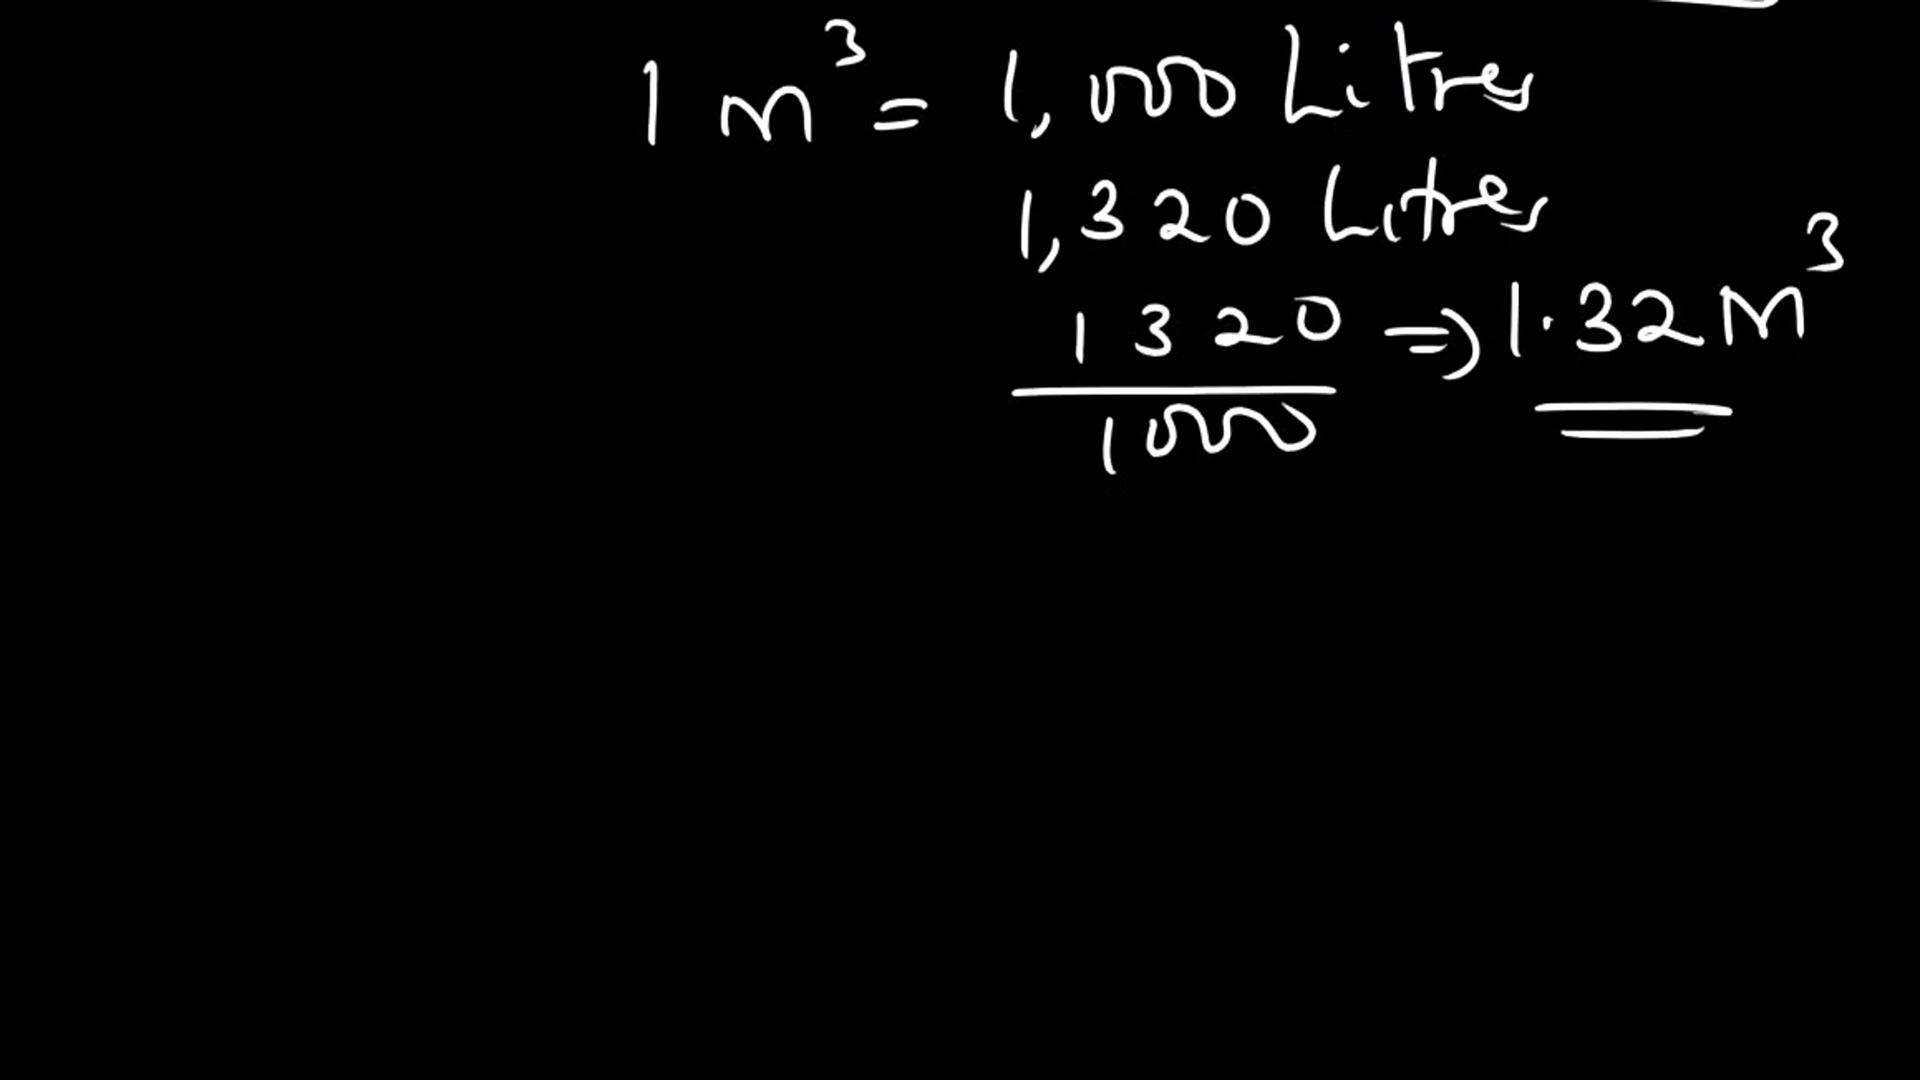 1 m³ = 1,000 Litres
1,320 Litres
1320 => 1.32 M³
1000